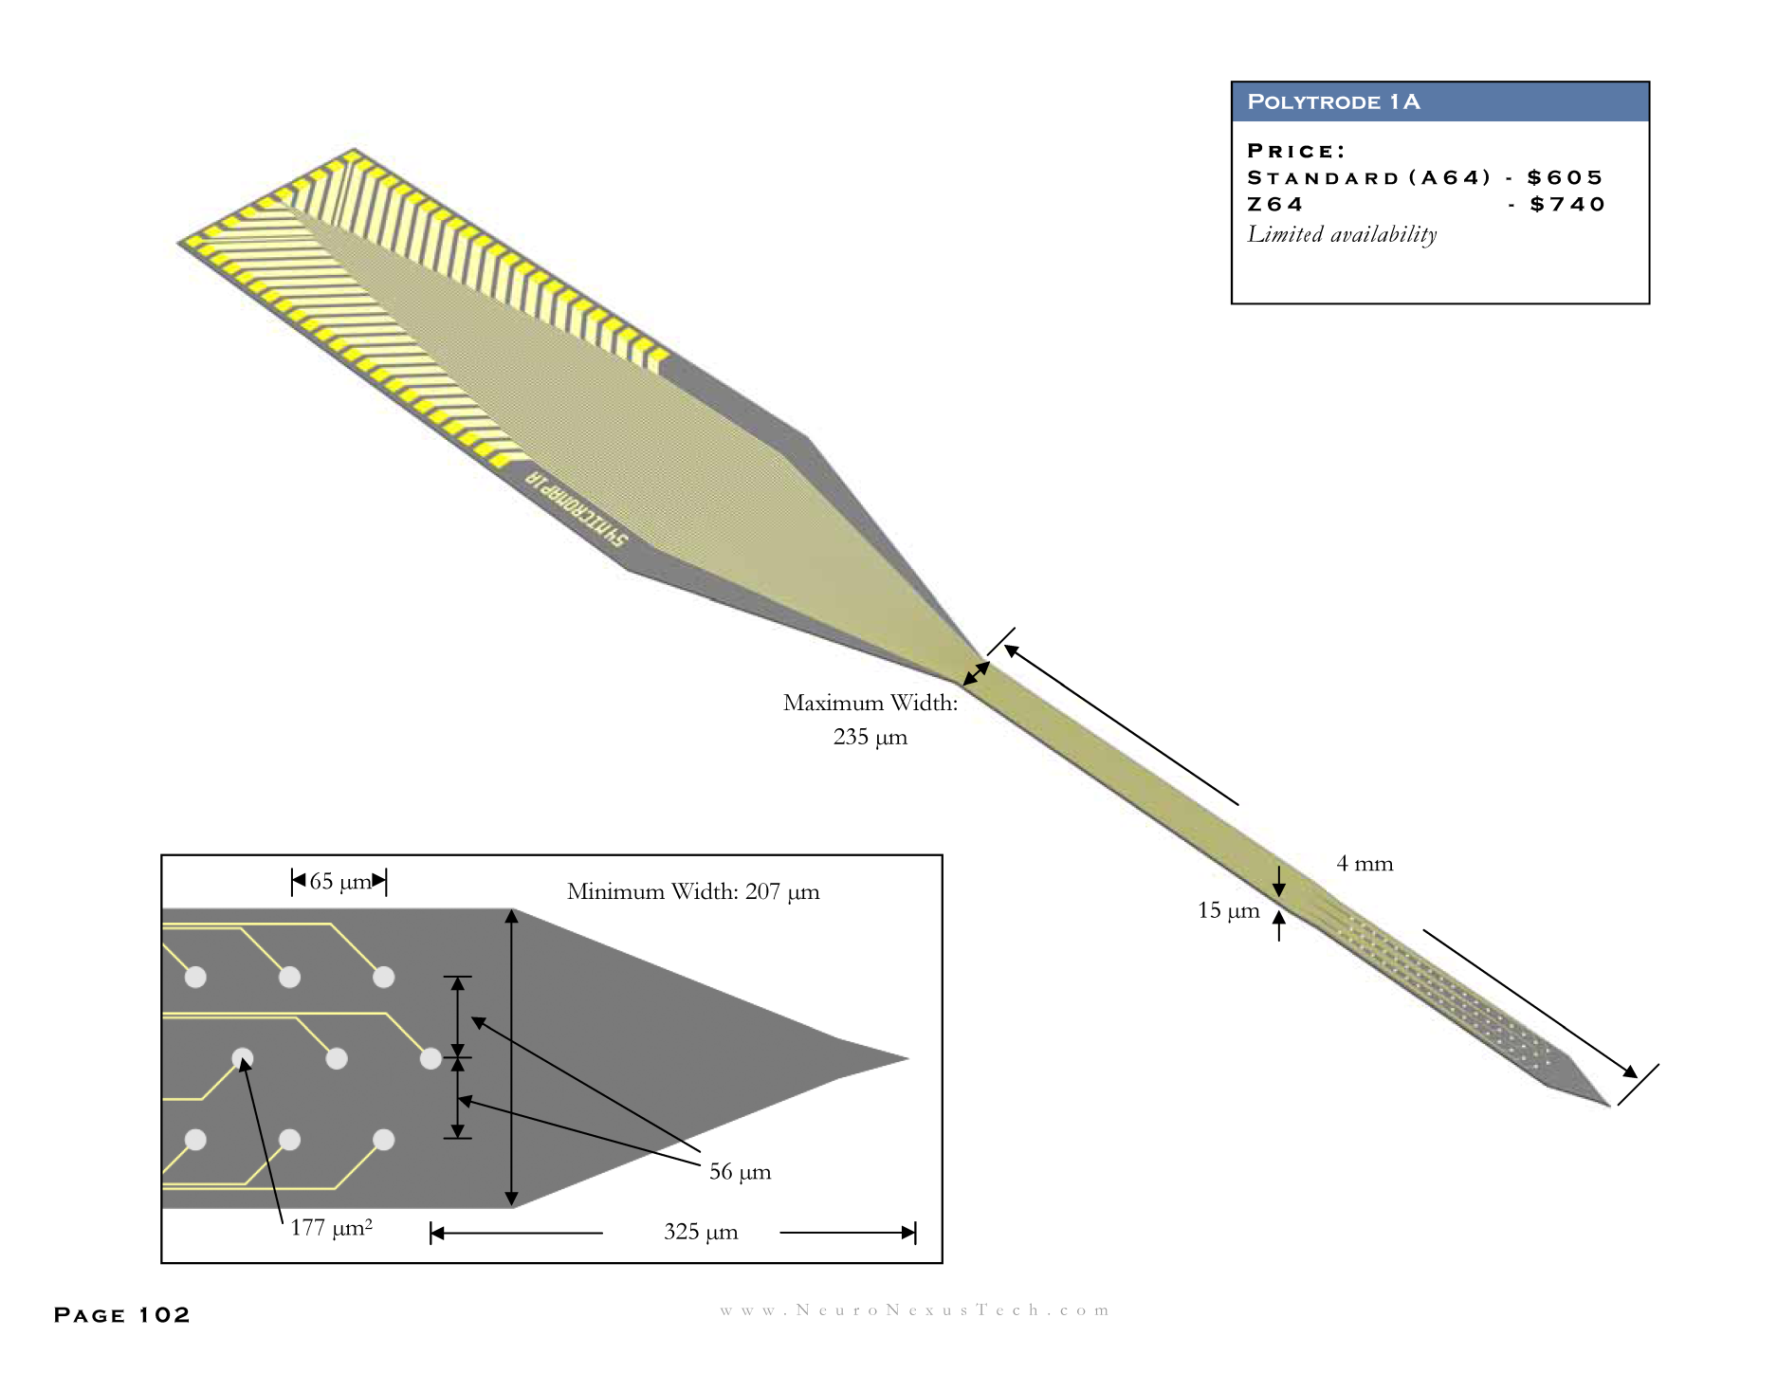 Polytrode 1A
Price:
Standard (A64) - $605
Z64 - $740
Limited availability
54MICROMAP1A
Maximum Width:
235 μm
4 mm
15 μm
65 μm
Minimum Width: 207 μm
56 μm
177 μm²
325 μm
Page 102
www.NeuroNexusTech.com